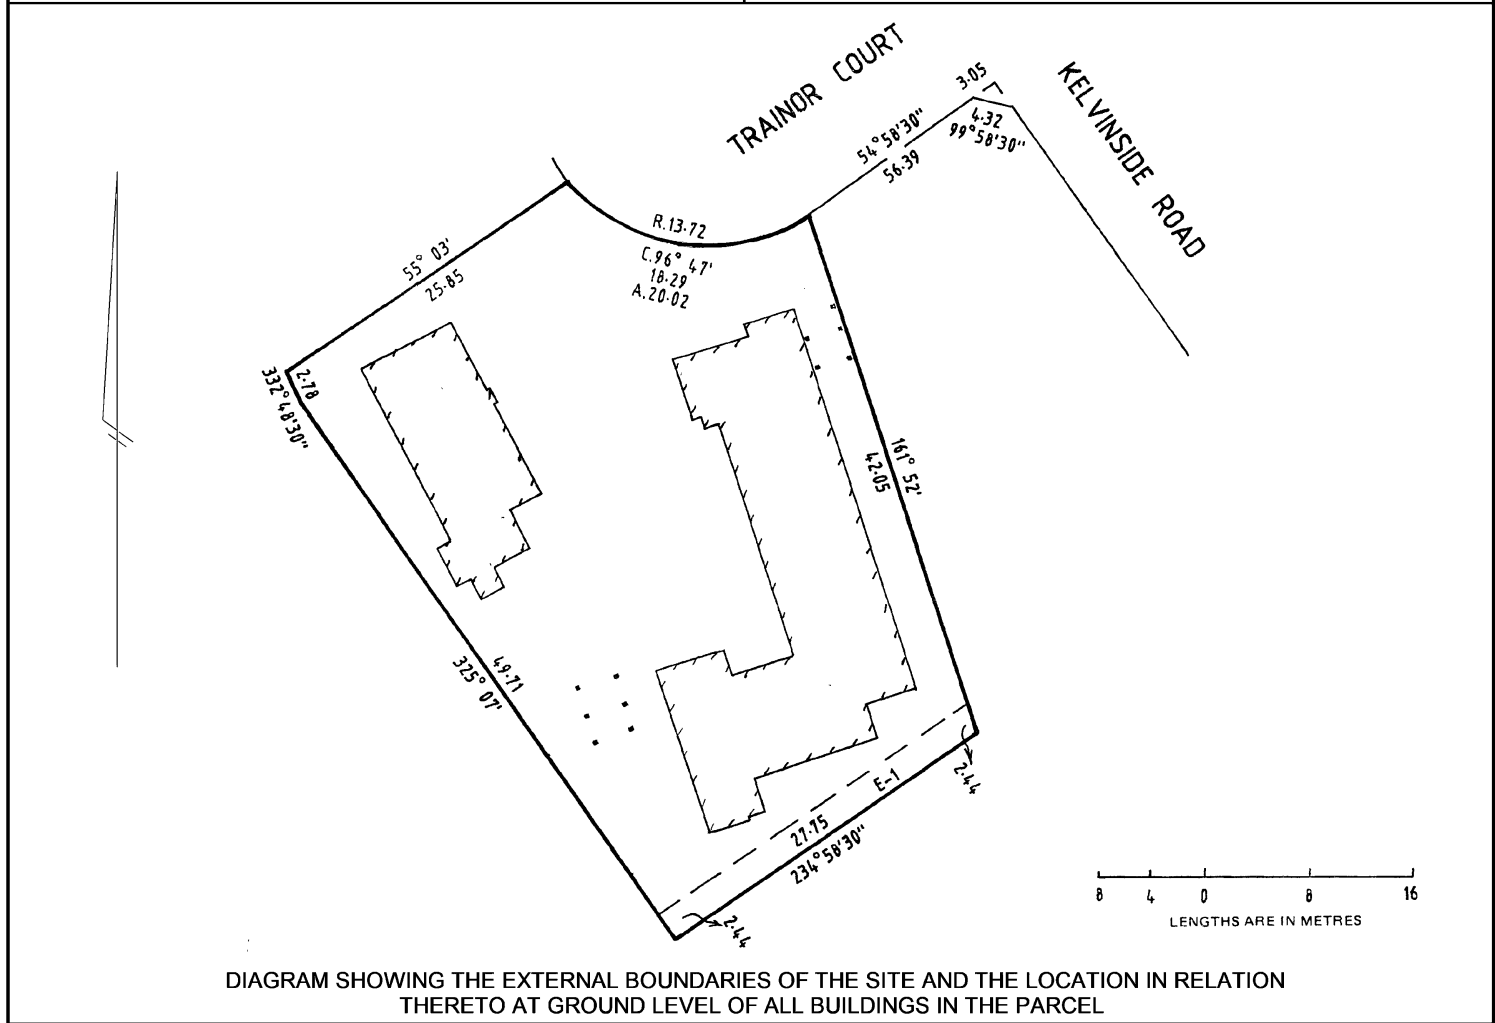 TRAINOR COURT
KELVINSIDE ROAD
3·05
54°58'30"
56·39
4·32
99°58'30"
R.13·72
C.96° 47'
18·29
A.20·02
55° 03'
25·85
2·78
332°48'30"
161° 52'
42·05
49·71
325° 07'
E-1
2·44
27·75
234°58'30"
2·44
8 4 0 8 16
LENGTHS ARE IN METRES
DIAGRAM SHOWING THE EXTERNAL BOUNDARIES OF THE SITE AND THE LOCATION IN RELATION
THERETO AT GROUND LEVEL OF ALL BUILDINGS IN THE PARCEL